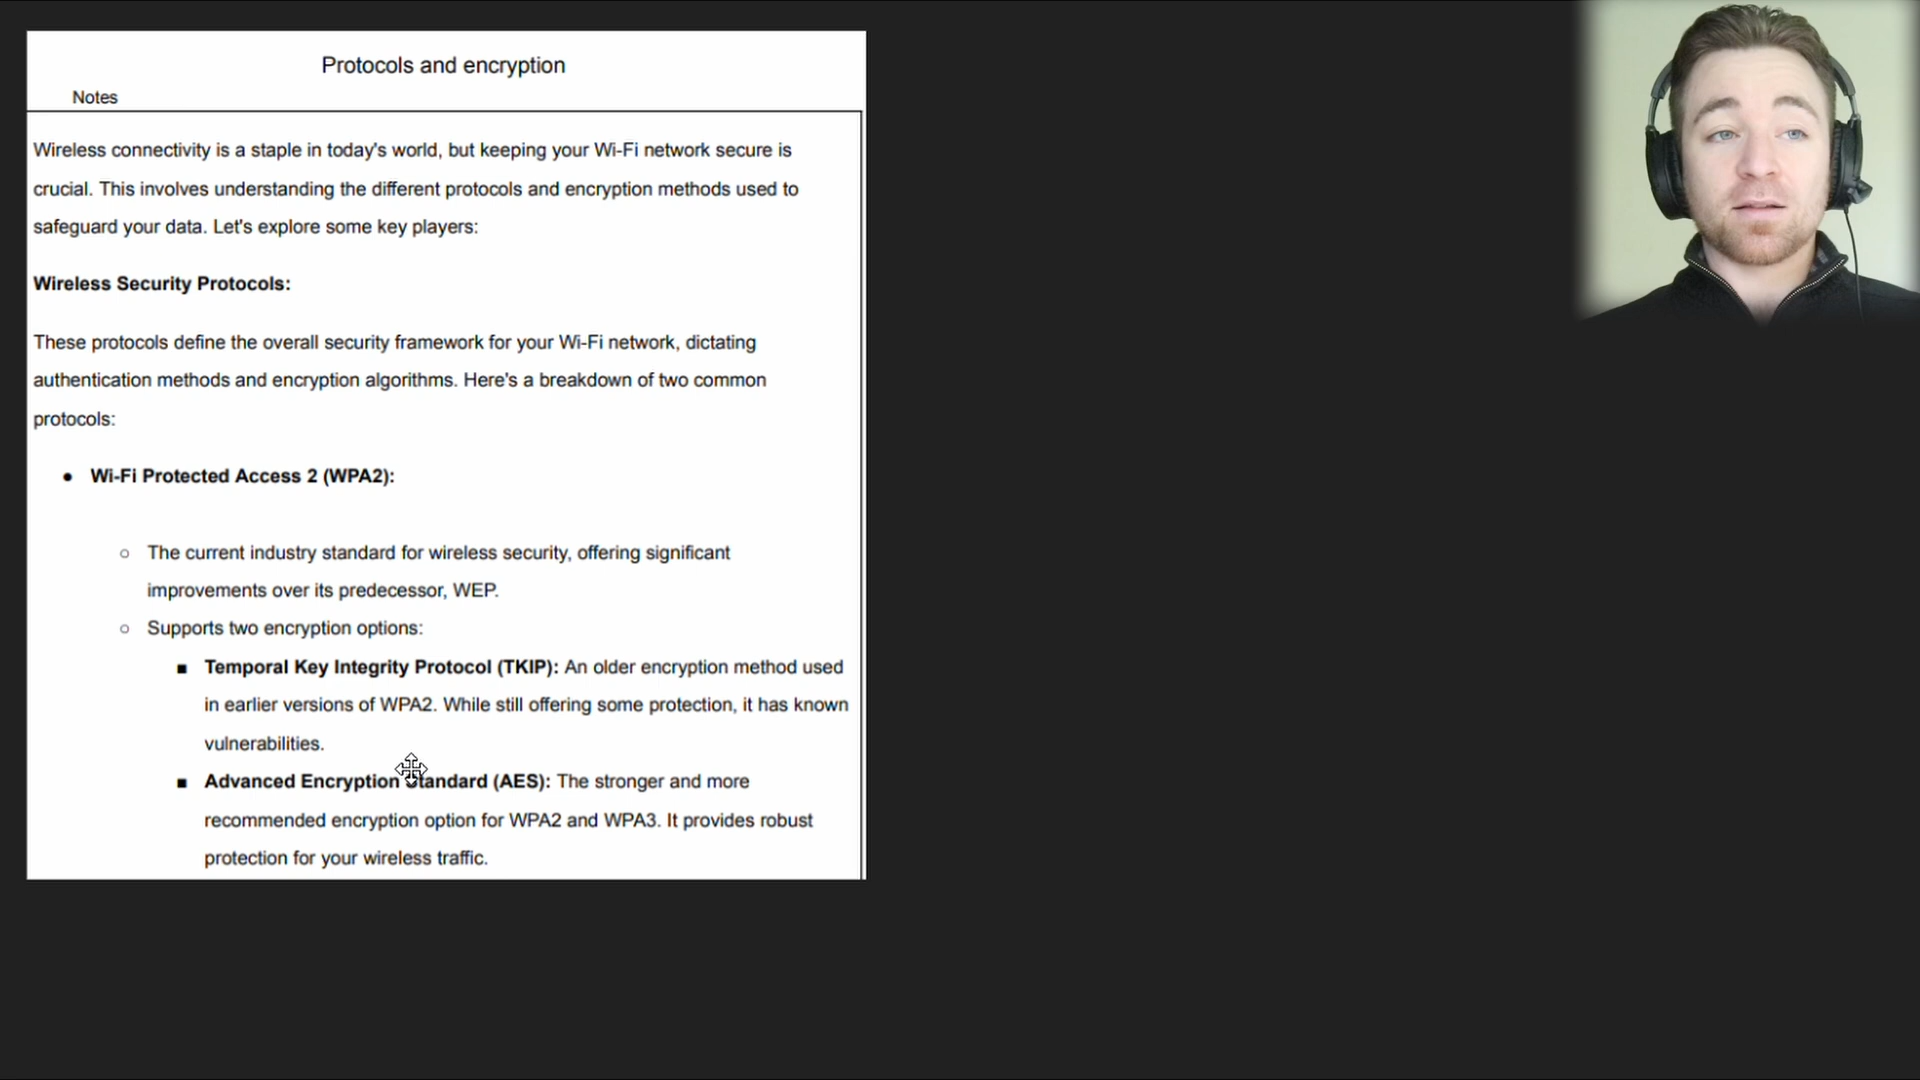 Protocols and encryption
Notes
Wireless connectivity is a staple in today's world, but keeping your Wi-Fi network secure is
crucial. This involves understanding the different protocols and encryption methods used to
safeguard your data. Let's explore some key players:
Wireless Security Protocols:
These protocols define the overall security framework for your Wi-Fi network, dictating
authentication methods and encryption algorithms. Here's a breakdown of two common
protocols:
● Wi-Fi Protected Access 2 (WPA2):
○ The current industry standard for wireless security, offering significant
improvements over its predecessor, WEP.
○ Supports two encryption options:
■ Temporal Key Integrity Protocol (TKIP): An older encryption method used
in earlier versions of WPA2. While still offering some protection, it has known
vulnerabilities.
■ Advanced Encryption Standard (AES): The stronger and more
recommended encryption option for WPA2 and WPA3. It provides robust
protection for your wireless traffic.